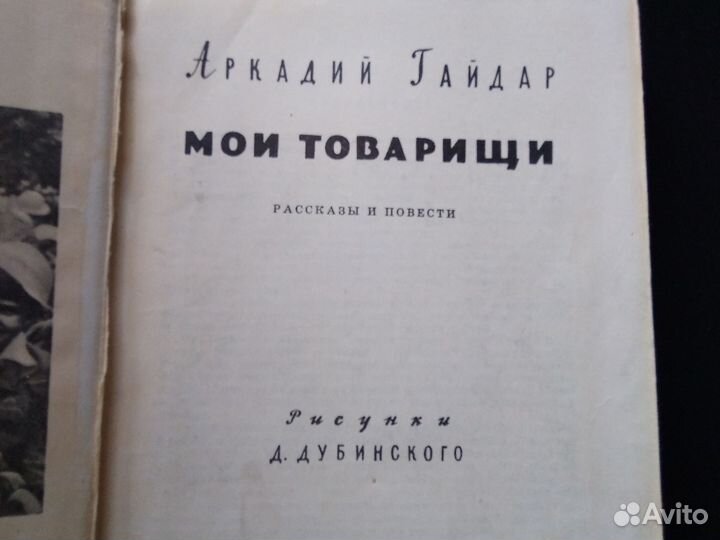 Аркадий Гайдар
МОИ ТОВАРИЩИ
РАССКАЗЫ И ПОВЕСТИ
Рисунки
Д. ДУБИНСКОГО
Avito